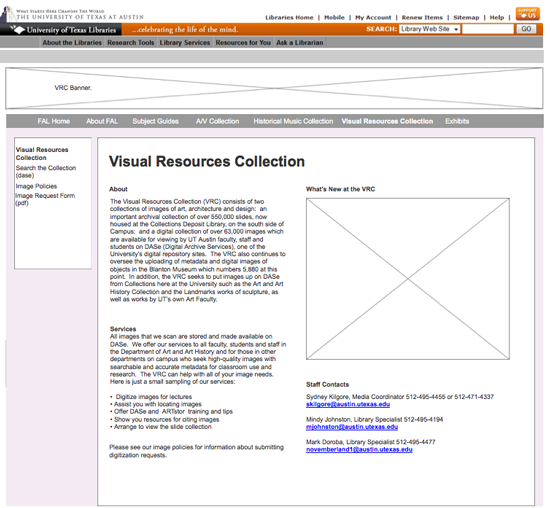 WHAT STARTS HERE CHANGES THE WORLD
THE UNIVERSITY OF TEXAS AT AUSTIN
Libraries Home | Mobile | My Account | Renew Items | Sitemap | Help |
SUPPORT US
University of Texas Libraries ...celebrating the life of the mind.
SEARCH: Library Web Site GO
About the Libraries Research Tools Library Services Resources for You Ask a Librarian
VRC Banner.
FAL Home About FAL Subject Guides A/V Collection Historical Music Collection Visual Resources Collection Exhibits
Visual Resources
Collection
Search the Collection
(dase)
Image Policies
Image Request Form
(pdf)
Visual Resources Collection
About
The Visual Resources Collection (VRC) consists of two
collections of images of art, architecture and design: an
important archival collection of over 550,000 slides, now
housed at the Collections Deposit Library, on the south side of
Campus; and a digital collection of over 63,000 images which
are available for viewing by UT Austin faculty, staff and
students on DASe (Digital Archive Services), one of the
University's digital repository sites. The VRC also continues to
oversee the uploading of metadata and digital images of
objects in the Blanton Museum which numbers 5,880 at this
point. In addition, the VRC seeks to put images up on DASe
from Collections here at the University such as the Art and Art
History Collection and the Landmarks works of sculpture, as
well as works by UT's own Art Faculty.
Services
All images that we scan are stored and made available on
DASe. We offer our services to all faculty, students and staff in
the Department of Art and Art History and for those in other
departments on campus who seek high-quality images with
searchable and accurate metadata for classroom use and
research. The VRC can help with all of your image needs.
Here is just a small sampling of our services:
• Digitize images for lectures
• Assist you with locating images
• Offer DASe and ARTstor training and tips
• Show you resources for citing images
• Arrange to view the slide collection
Please see our image policies for information about submitting
digitization requests.
What's New at the VRC
Staff Contacts
Sydney Kilgore, Media Coordinator 512-495-4455 or 512-471-4337
skilgore@austin.utexas.edu
Mindy Johnston, Library Specialist 512-495-4194
mjohnston@austin.utexas.edu
Mark Doroba, Library Specialist 512-495-4477
novemberland1@austin.utexas.edu